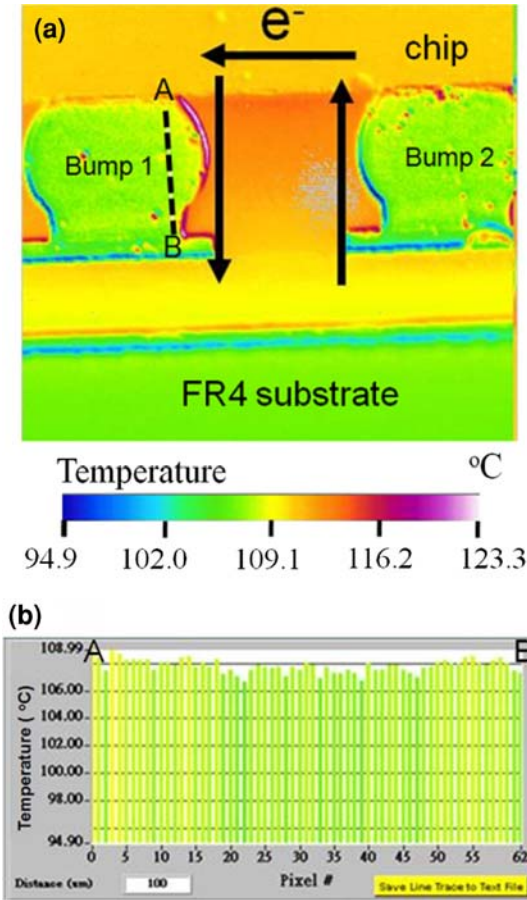 (a)
e-
chip
A
Bump 1
Bump 2
B
FR4 substrate
Temperature °C
94.9 102.0 109.1 116.2 123.3
(b)
108.99
A B
106.00
104.00
102.00
100.00
98.00
94.90
Temperature (°C)
0 5 10 15 20 25 30 35 40 45 50 55 62
Distance (um) 100 Pixel # Save Line Trace to Text File